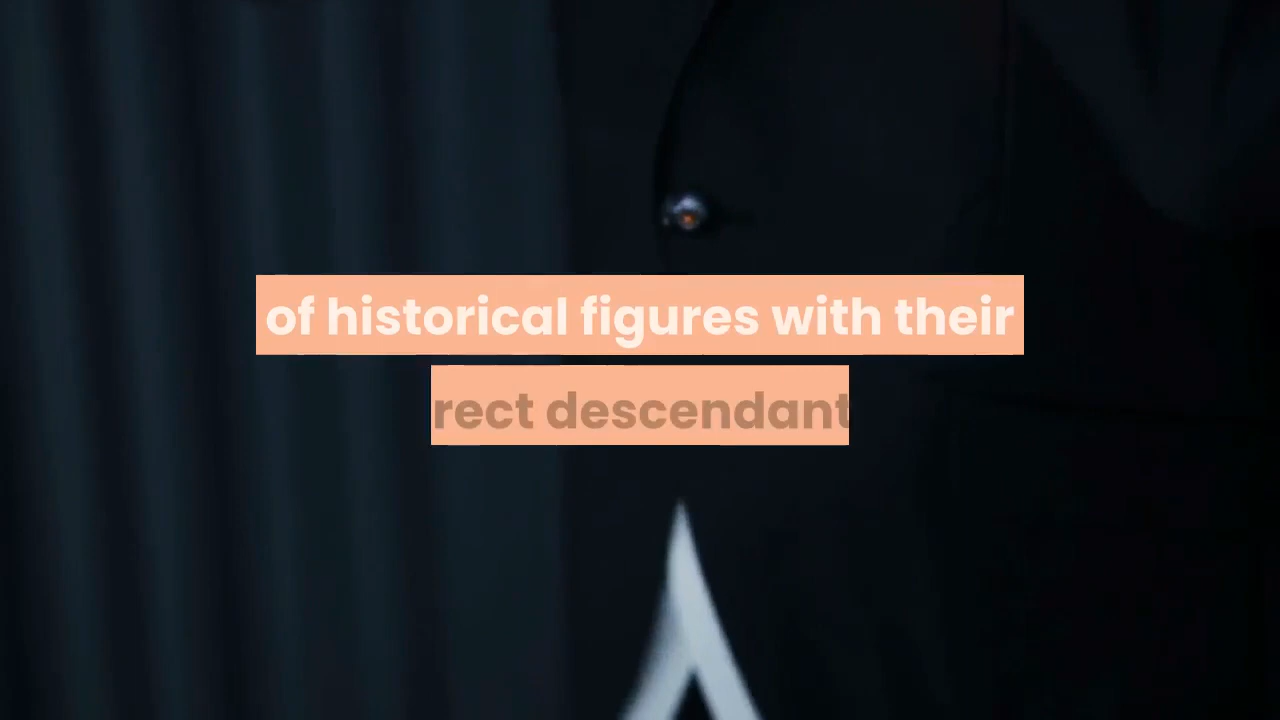 of historical figures with their
rect descendant